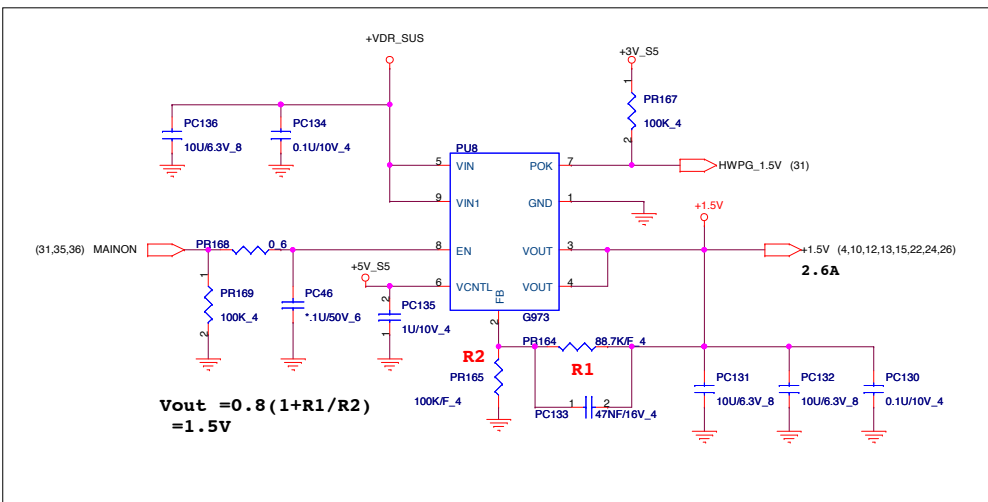 +VDR_SUS
+3V_S5
1
PR167
100K_4
2
PC136
10U/6.3V_8
PC134
0.1U/10V_4
PU8
5 VIN
POK 7
HWPG_1.5V (31)
9 VIN1
GND 1
+1.5V
(31,35,36) MAINON
PR168 0_6
8 EN
VOUT 3
+1.5V (4,10,12,13,15,22,24,26)
2.6A
+5V_S5
6 VCNTL
VOUT 4
FB
G973
2
1
PR169
100K_4
2
PC46
*.1U/50V_6
2
PC135
1U/10V_4
1
PR164 88.7K/F_4
R2
R1
PR165
100K/F_4
PC133 1 2 47NF/16V_4
PC131
10U/6.3V_8
PC132
10U/6.3V_8
PC130
0.1U/10V_4
Vout =0.8(1+R1/R2)
=1.5V